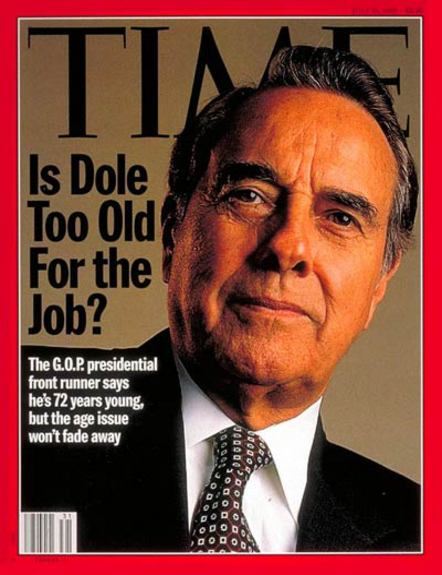 TIME
Is Dole
Too Old
For the
Job?
The G.O.P. presidential
front runner says
he's 72 years young,
but the age issue
won't fade away
31